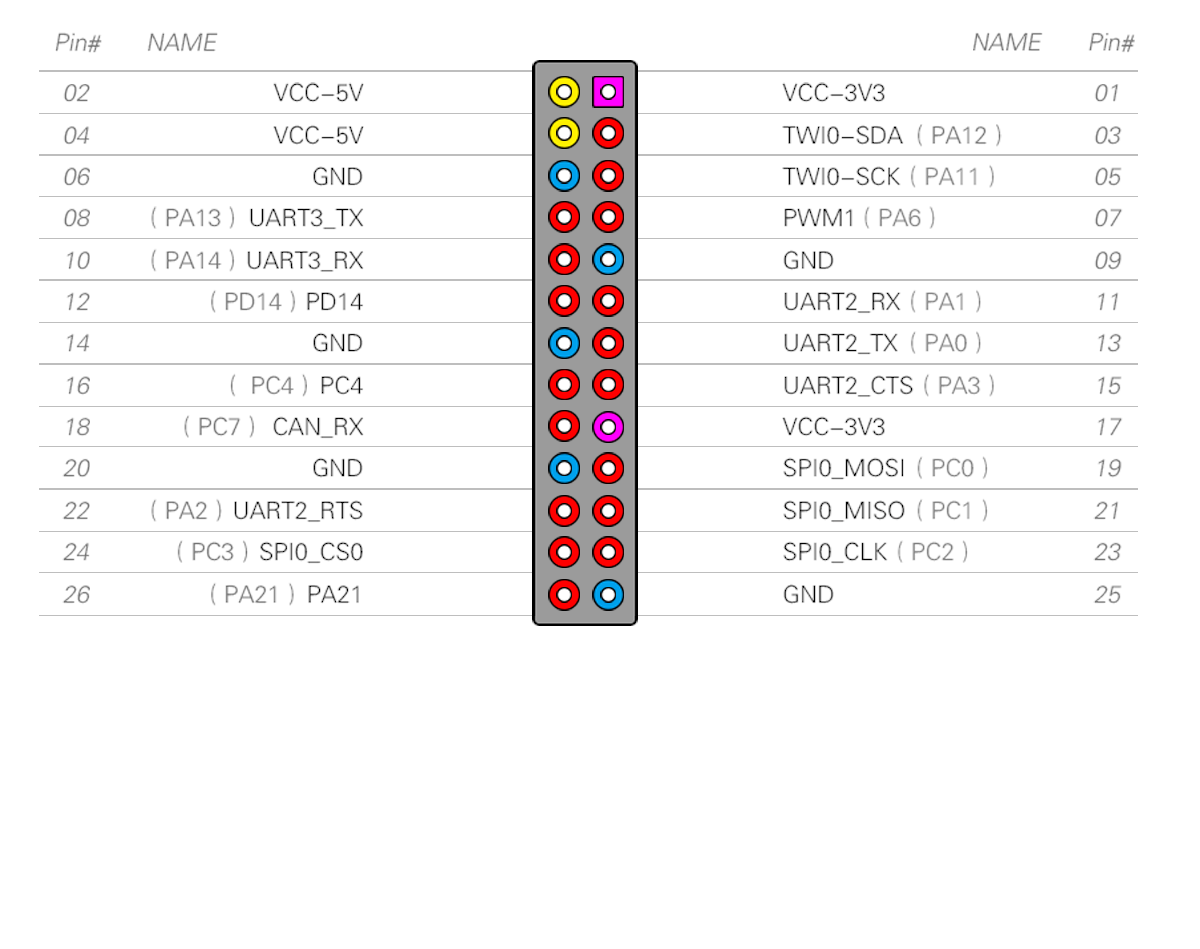 Pin# NAME NAME Pin#
02 VCC–5V VCC–3V3 01
04 VCC–5V TWI0–SDA ( PA12 ) 03
06 GND TWI0–SCK ( PA11 ) 05
08 ( PA13 ) UART3_TX PWM1 ( PA6 ) 07
10 ( PA14 ) UART3_RX GND 09
12 ( PD14 ) PD14 UART2_RX ( PA1 ) 11
14 GND UART2_TX ( PA0 ) 13
16 ( PC4 ) PC4 UART2_CTS ( PA3 ) 15
18 ( PC7 ) CAN_RX VCC–3V3 17
20 GND SPI0_MOSI ( PC0 ) 19
22 ( PA2 ) UART2_RTS SPI0_MISO ( PC1 ) 21
24 ( PC3 ) SPI0_CS0 SPI0_CLK ( PC2 ) 23
26 ( PA21 ) PA21 GND 25